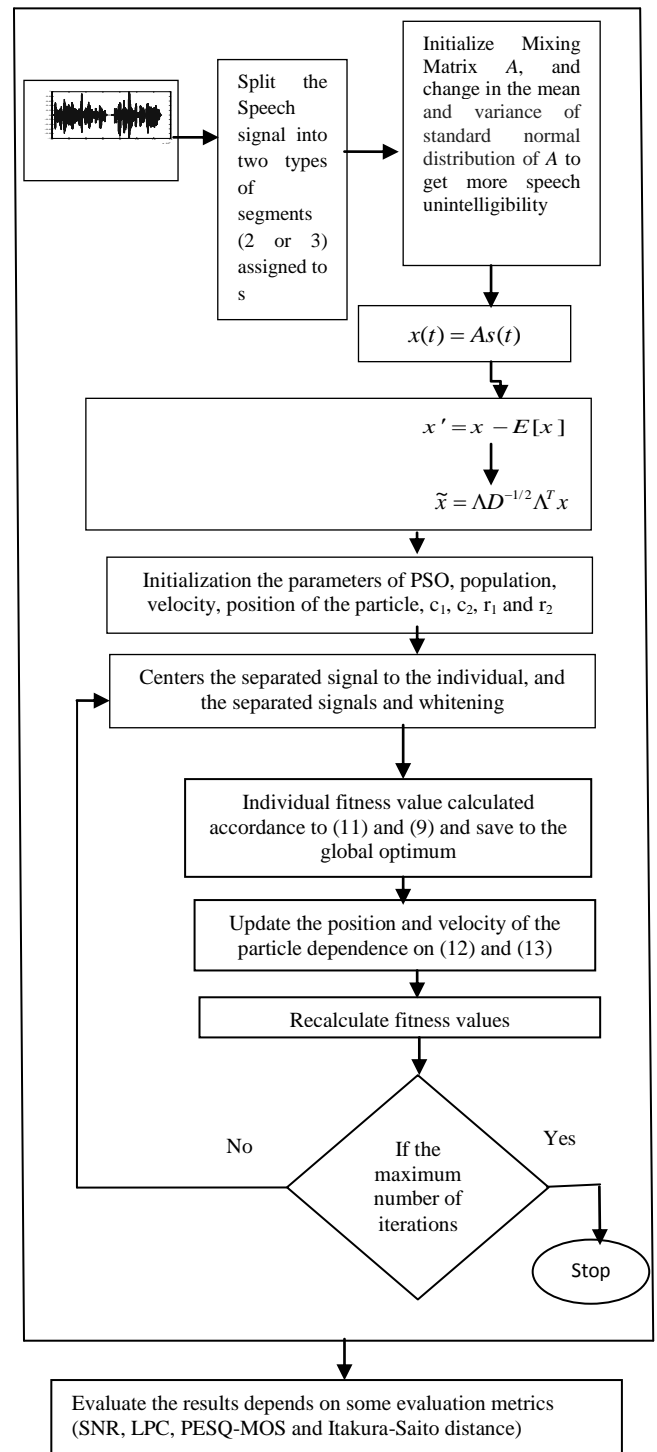 Split the
Speech
signal into
two types
of
segments
(2 or 3)
assigned to
s
Initialize Mixing
Matrix A, and
change in the mean
and variance of
standard normal
distribution of A to
get more speech
unintelligibility
x(t) = As(t)
x ′ = x − E[x ]
x̃ = ΛD^{−1/2} Λ^T x
Initialization the parameters of PSO, population,
velocity, position of the particle, c₁, c₂, r₁ and r₂
Centers the separated signal to the individual, and
the separated signals and whitening
Individual fitness value calculated
accordance to (11) and (9) and save to the
global optimum
Update the position and velocity of the
particle dependence on (12) and (13)
Recalculate fitness values
No
If the
maximum
number of
iterations
Yes
Stop
Evaluate the results depends on some evaluation metrics
(SNR, LPC, PESQ-MOS and Itakura-Saito distance)